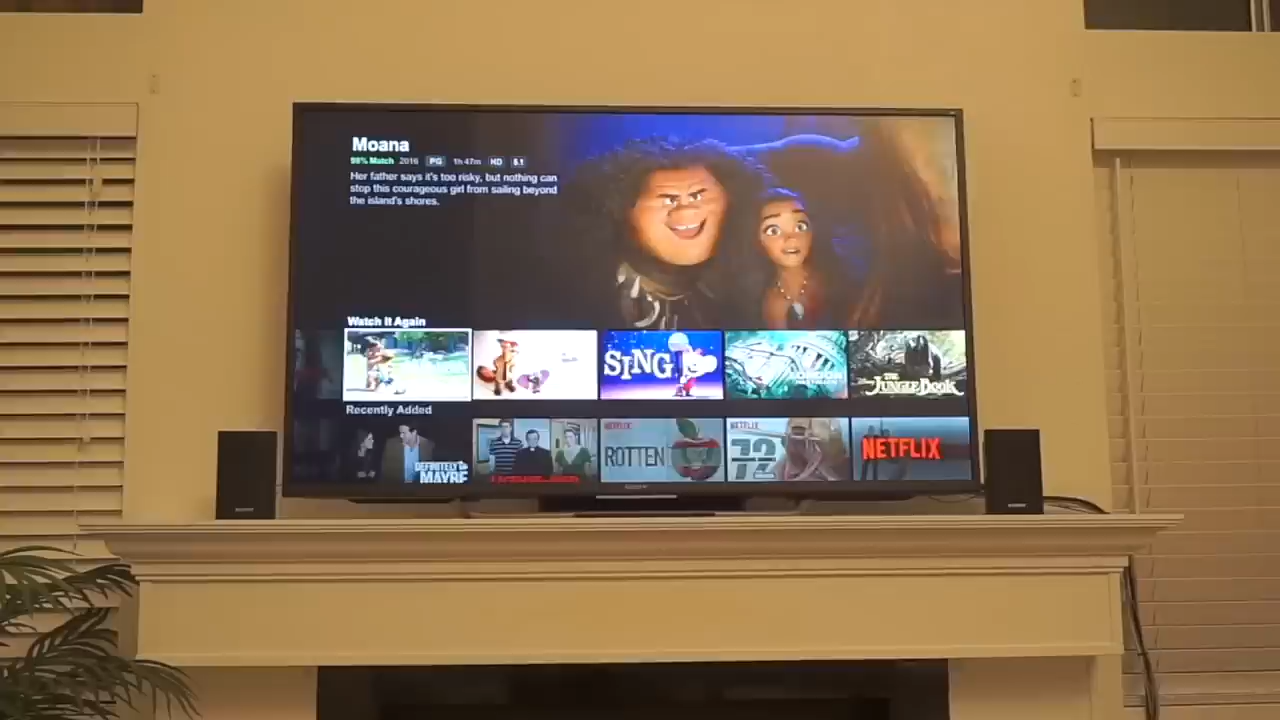 Moana
98% Match 2016 PG 1h 47m HD 5.1
Her father says it's too risky, but nothing can
stop this courageous girl from sailing beyond
the island's shores.
Watch It Again
SING
THE
JUNGLE BOOK
Recently Added
DEFINITELY
MAYBE
NETFLIX
ROTTEN
NETFLIX
72
NETFLIX
SONY